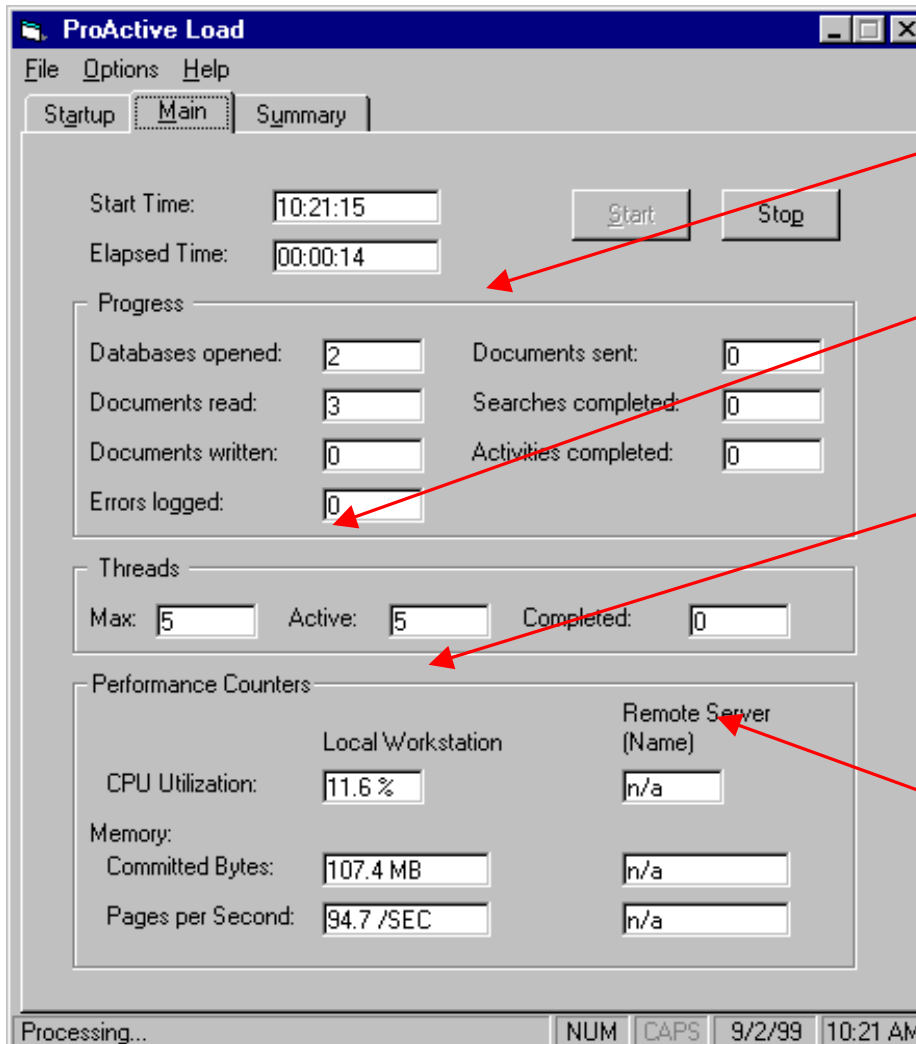 ProActive Load
File Options Help
Startup Main Summary
Start Time: 10:21:15 Start Stop
Elapsed Time: 00:00:14
Progress
Databases opened: 2 Documents sent: 0
Documents read: 3 Searches completed: 0
Documents written: 0 Activities completed: 0
Errors logged: 0
Threads
Max: 5 Active: 5 Completed: 0
Performance Counters
Remote Server
Local Workstation (Name)
CPU Utilization: 11.6 % n/a
Memory:
Committed Bytes: 107.4 MB n/a
Pages per Second: 94.7 /SEC n/a
Processing... NUM CAPS 9/2/99 10:21 AM